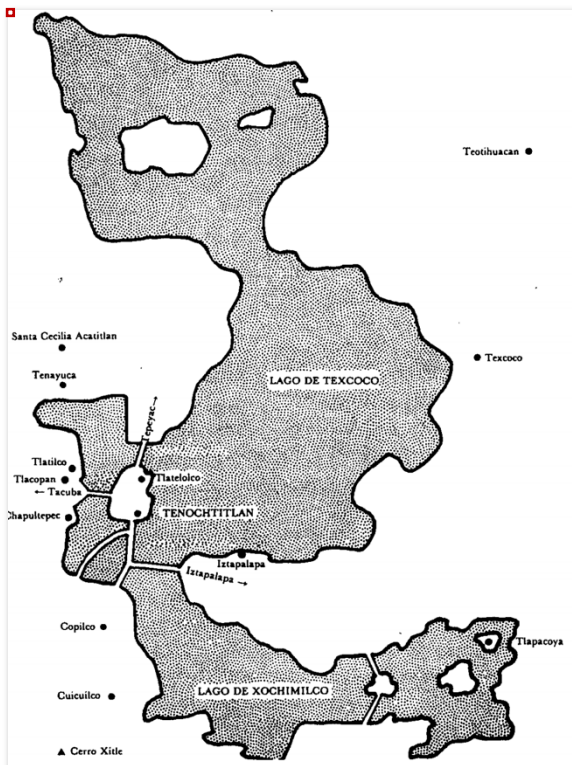 Teotihuacan
Santa Cecilia Acatitlan
Texcoco
Tenayuca
LAGO DE TEXCOCO
Tepeyac→
Tlatilco
Tlacopan
Tlatelolco
← Tacuba
TENOCHTITLAN
Chapultepec
Iztapalapa
Iztapalapa →
Copilco
Tlapacoya
Cuicuilco
LAGO DE XOCHIMILCO
▲ Cerro Xitle